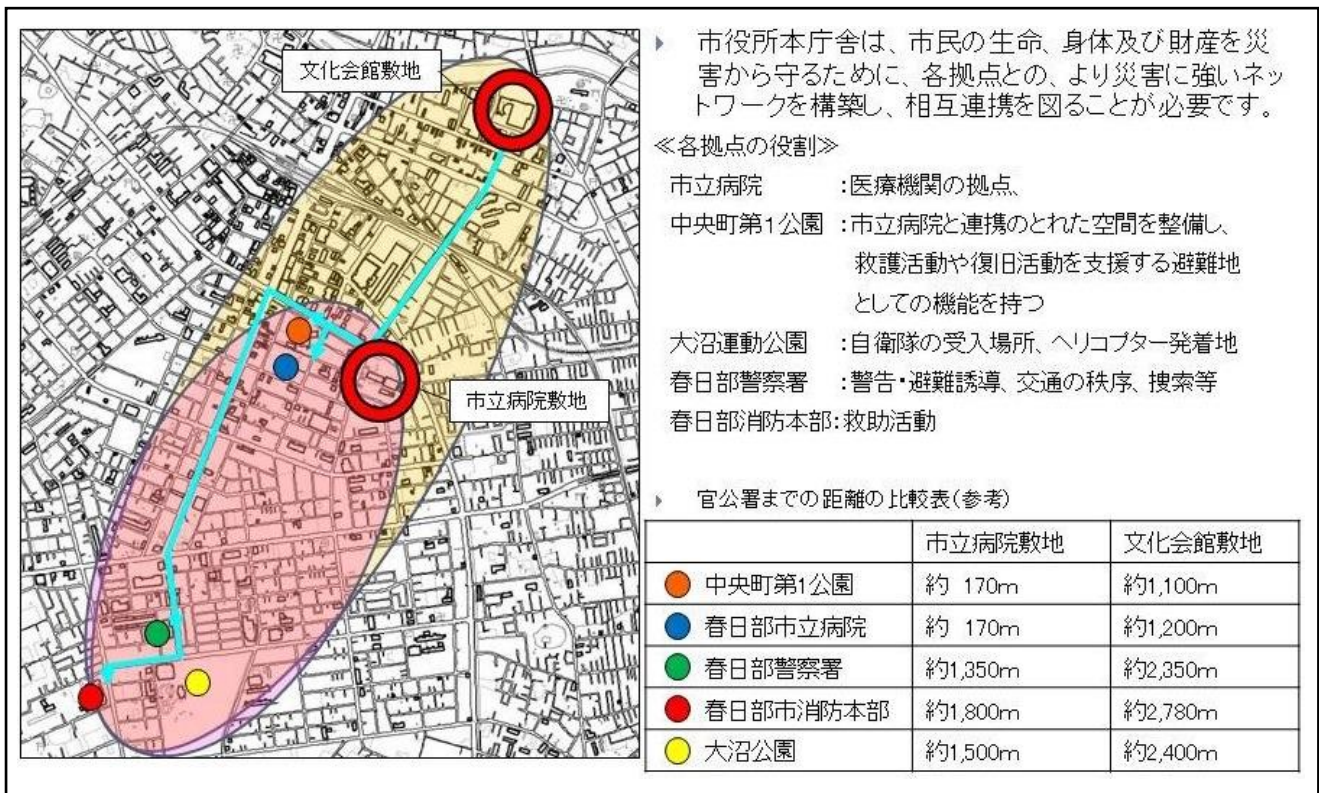 文化会館敷地
市立病院敷地
市役所本庁舎は、市民の生命、身体及び財産を災
害から守るために、各拠点との、より災害に強いネッ
トワークを構築し、相互連携を図ることが必要です。
≪各拠点の役割≫
市立病院 :医療機関の拠点、
中央町第1公園 :市立病院と連携のとれた空間を整備し、
救護活動や復旧活動を支援する避難地
としての機能を持つ
大沼運動公園 :自衛隊の受入場所、ヘリコプター発着地
春日部警察署 :警告・避難誘導、交通の秩序、捜索等
春日部消防本部:救助活動
官公署までの距離の比較表(参考)
市立病院敷地 文化会館敷地
中央町第1公園 約 170m 約1,100m
春日部市立病院 約 170m 約1,200m
春日部警察署 約1,350m 約2,350m
春日部市消防本部 約1,800m 約2,780m
大沼公園 約1,500m 約2,400m